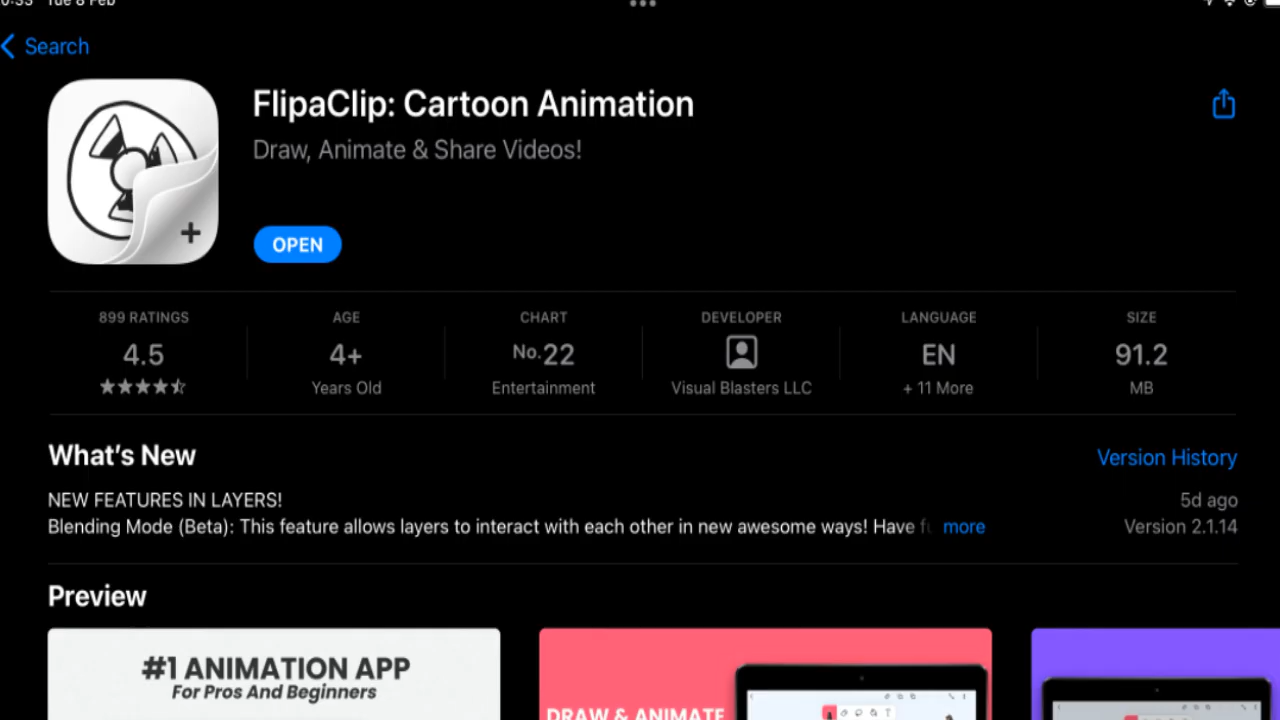 Tue 8 Feb
Search
FlipaClip: Cartoon Animation
Draw, Animate & Share Videos!
OPEN
899 RATINGS
4.5
AGE
4+
Years Old
CHART
No.22
Entertainment
DEVELOPER
Visual Blasters LLC
LANGUAGE
EN
+ 11 More
SIZE
91.2
MB
What's New
Version History
NEW FEATURES IN LAYERS!
5d ago
Blending Mode (Beta): This feature allows layers to interact with each other in new awesome ways! Have more
Version 2.1.14
Preview
#1 ANIMATION APP
For Pros And Beginners
DRAW & ANIMATE